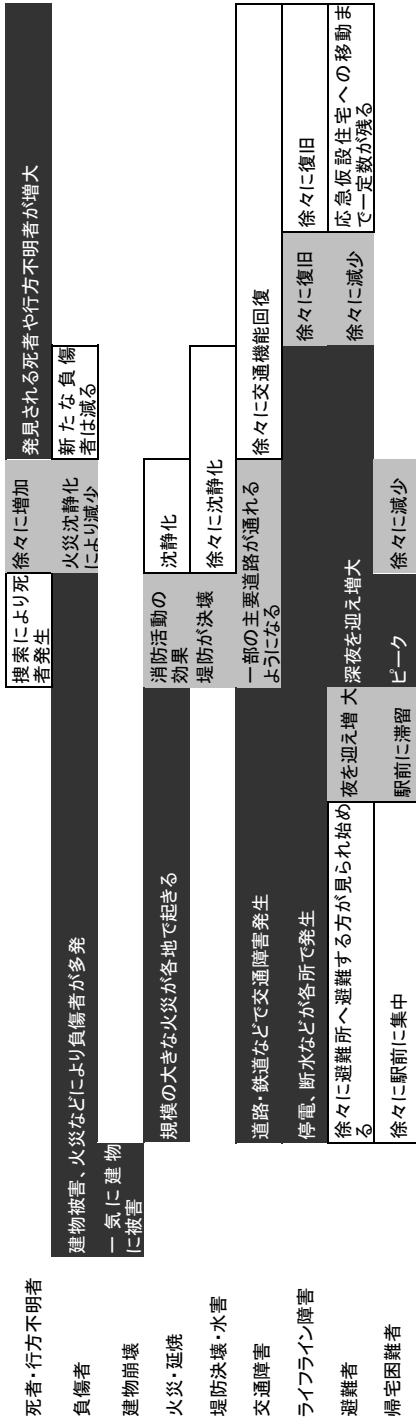 死者・行方不明者
捜索により死
者発生
徐々に増加
発見される死者や行方不明者が増大
負傷者
建物被害、火災などにより負傷者が多発
火災沈静化
により減少
新たな負傷
者は減る
建物崩壊
一気に建物
に被害
火災・延焼
規模の大きな火災が各地で起きる
消防活動の
効果
沈静化
堤防決壊・水害
堤防が決壊
徐々に沈静化
交通障害
道路・鉄道などで交通障害発生
一部の主要道路が通れる
ようになる
徐々に交通機能回復
ライフライン障害
停電、断水などが各所で発生
徐々に復旧
徐々に復旧
避難者
徐々に避難所へ避難する方が見られ始め
る
夜を迎え増大
深夜を迎え増大
徐々に減少
応急仮設住宅への移動ま
で一定数が残る
帰宅困難者
徐々に駅前に集中
駅前に滞留
ピーク
徐々に減少